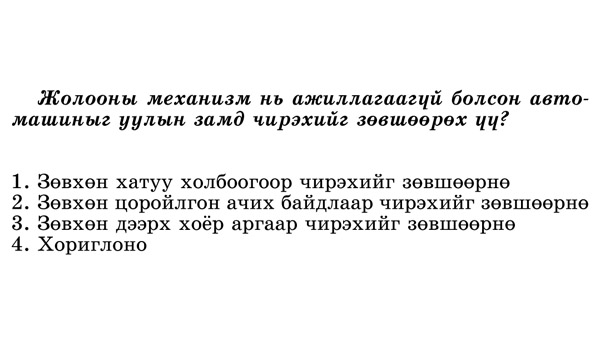 Жолооны механизм нь ажиллагаагүй болсон авто-
машиныг уулын замд чирэхийг зөвшөөрөх үү?
1. Зөвхөн хатуу холбоогоор чирэхийг зөвшөөрнө
2. Зөвхөн цоройлгон ачих байдлаар чирэхийг зөвшөөрнө
3. Зөвхөн дээрх хоёр аргаар чирэхийг зөвшөөрнө
4. Хориглоно